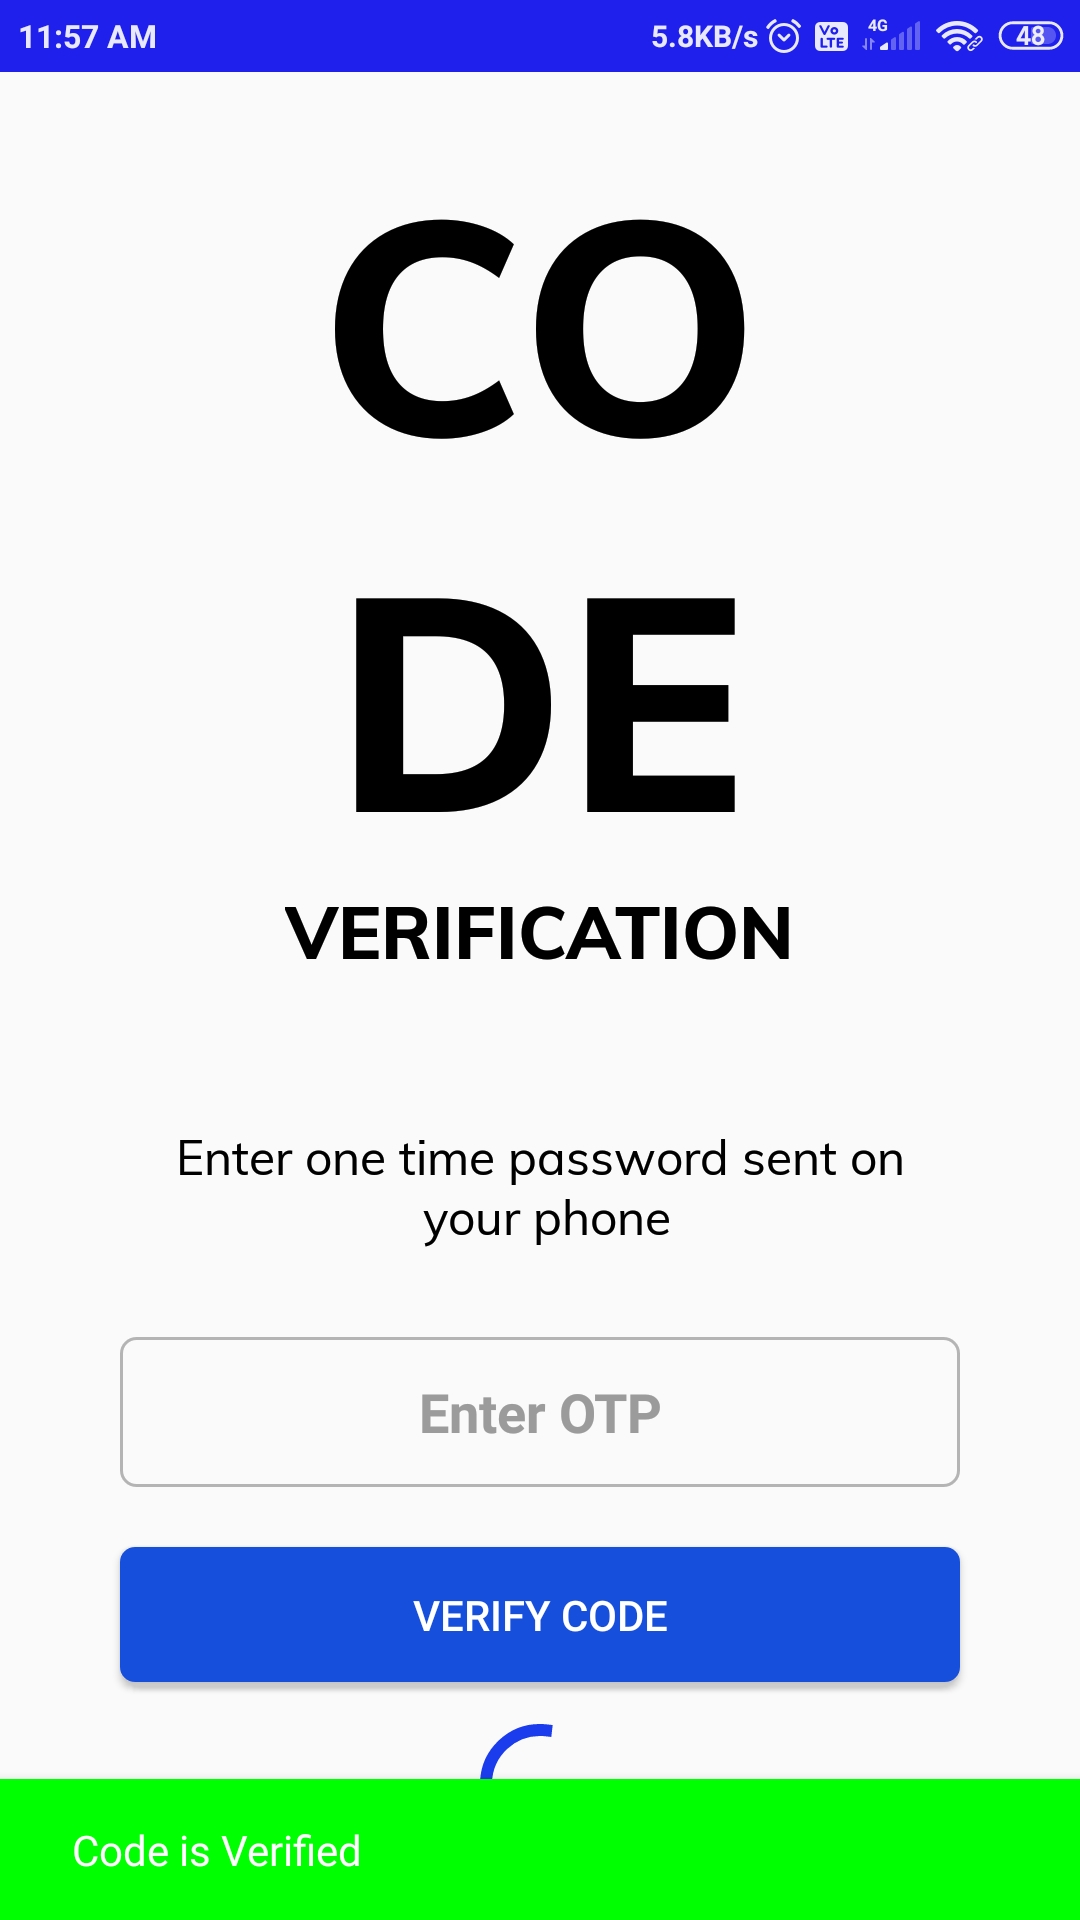 11:57 AM 5.8KB/s Vo LTE 4G 48
CO
DE
VERIFICATION
Enter one time password sent on
your phone
Enter OTP
VERIFY CODE
Code is Verified